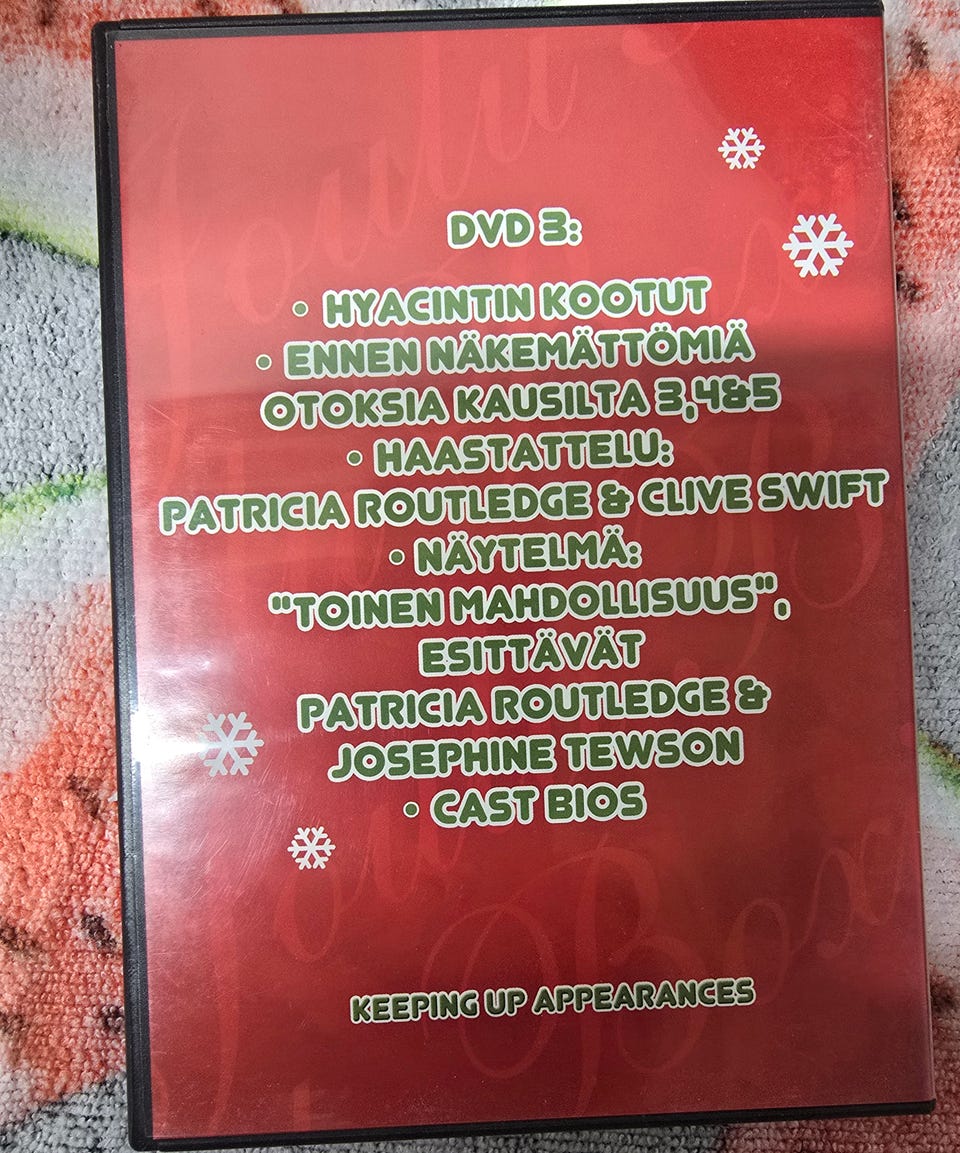 DVD 3:
• HYACINTIN KOOTUT
• ENNEN NÄKEMÄTTÖMIÄ
OTOKSIA KAUSILTA 3,4&5
• HAASTATTELU:
PATRICIA ROUTLEDGE & CLIVE SWIFT
• NÄYTELMÄ:
"TOINEN MAHDOLLISUUS",
ESITTÄVÄT
PATRICIA ROUTLEDGE &
JOSEPHINE TEWSON
• CAST BIOS
KEEPING UP APPEARANCES